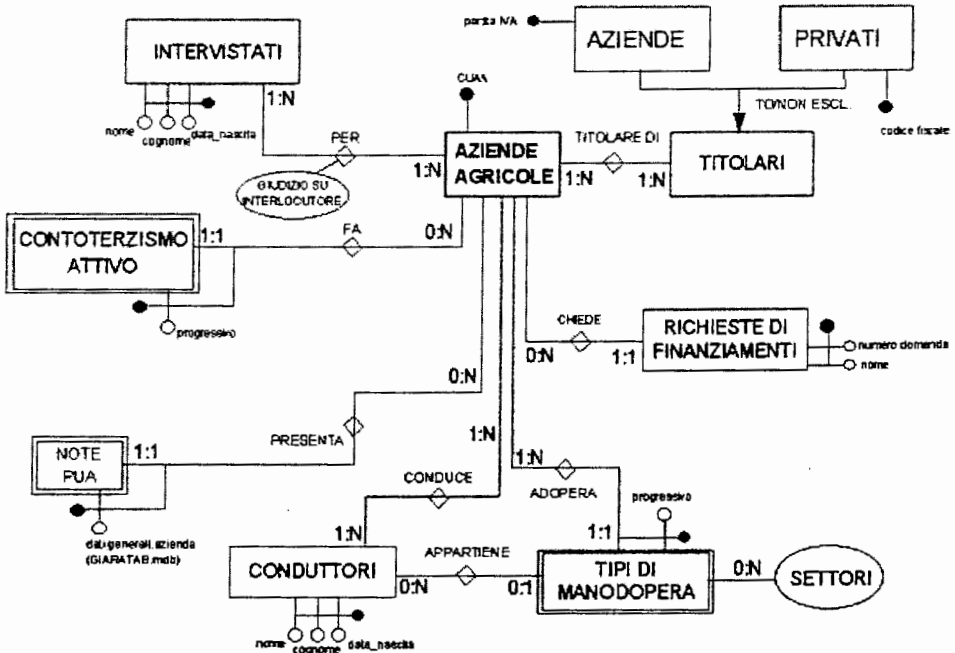 INTERVISTATI
partita IVA
AZIENDE
PRIVATI
1:N
CUAA
TO/NON ESCL.
nome
cognome
data_nascita
codice fiscale
PER
1:N
AZIENDE
AGRICOLE
TITOLARE DI
1:N
1:N
TITOLARI
GIUDIZIO SU
INTERLOCUTORE
CONTOTERZISMO
ATTIVO
1:1
FA
0:N
progressivo
CHIEDE
0:N
1:1
RICHIESTE DI
FINANZIAMENTI
numero domanda
nome
0:N
NOTE
PUA
1:1
PRESENTA
1:N
1:N
CONDUCE
ADOPERA
progressivo
dati generali azienda
(GIARATAB.mdb)
1:N
1:1
CONDUTTORI
APPARTIENE
0:N
0:1
TIPI DI
MANODOPERA
0:N
SETTORI
nome
cognome
data_nascita